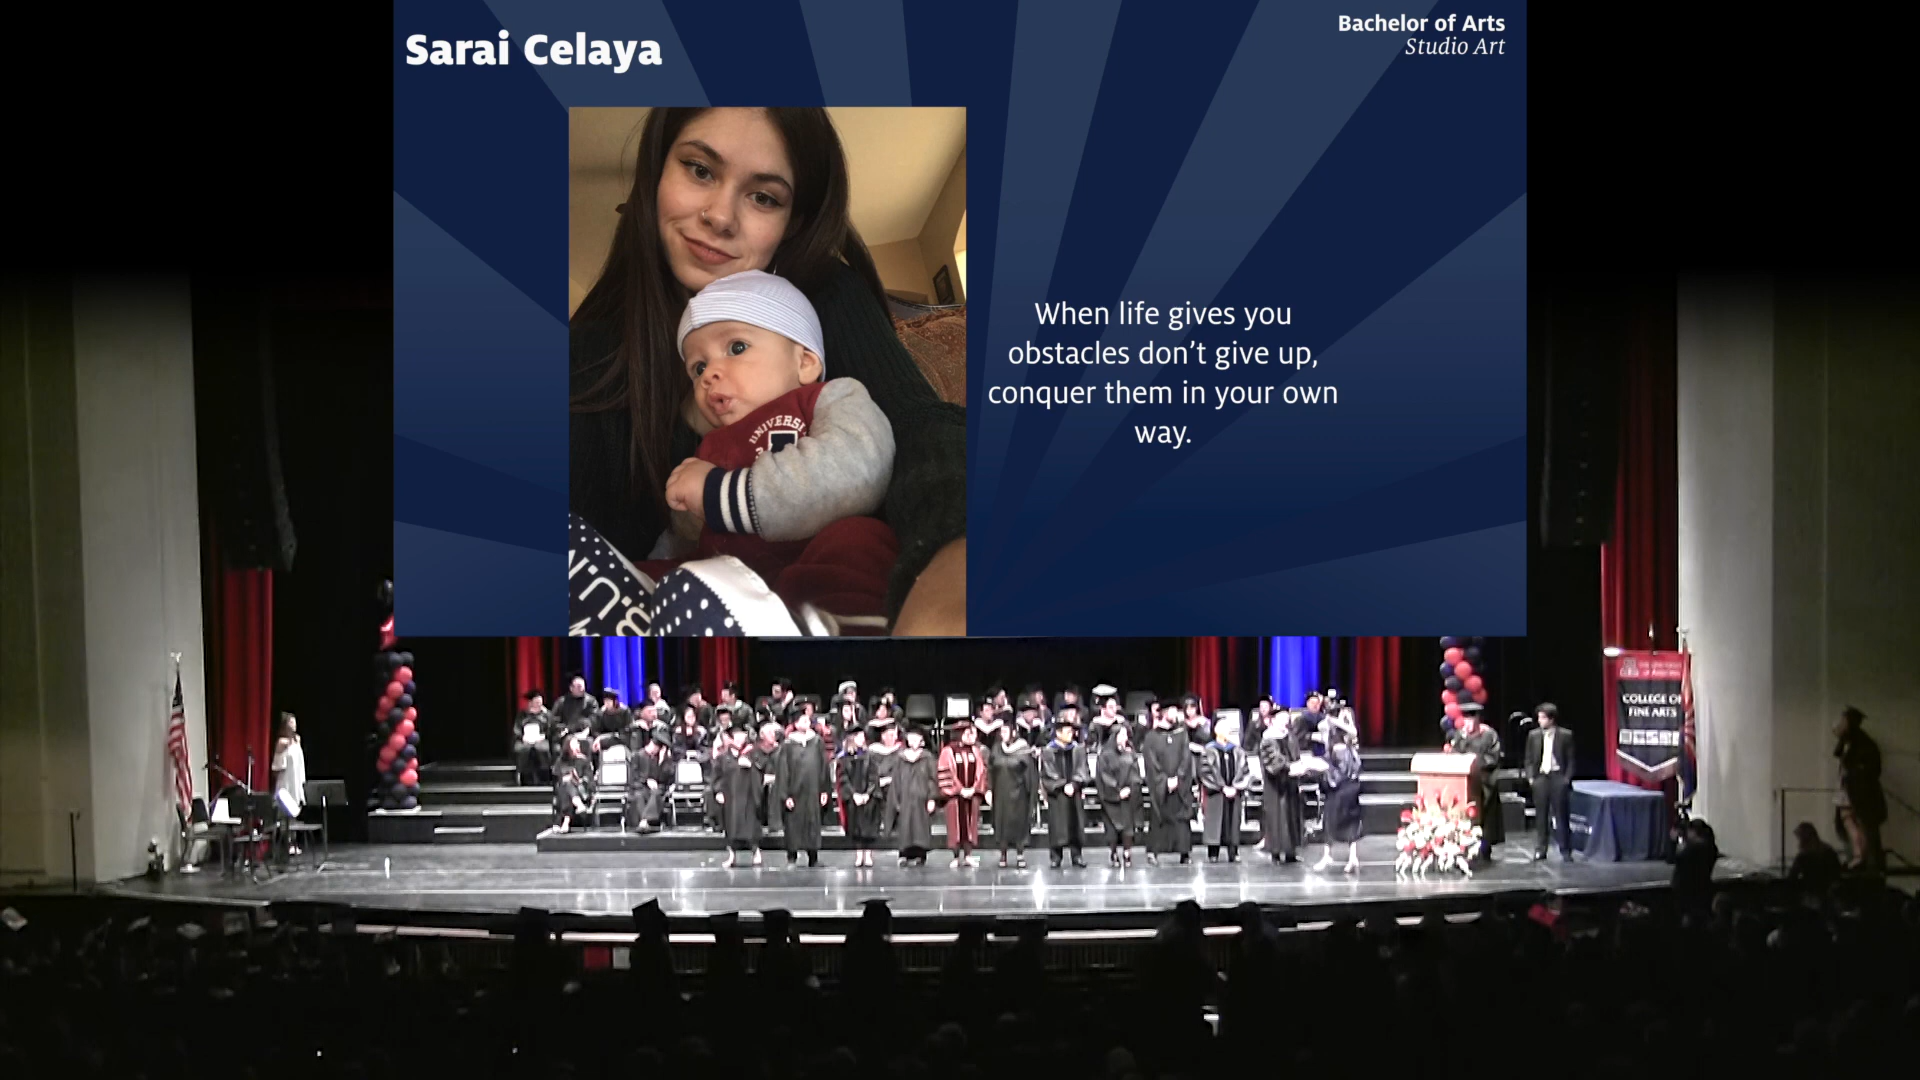 Sarai Celaya
Bachelor of Arts
Studio Art
When life gives you
obstacles don't give up,
conquer them in your own
way.
UNIVERSI
COLLEGE OF
FINE ARTS